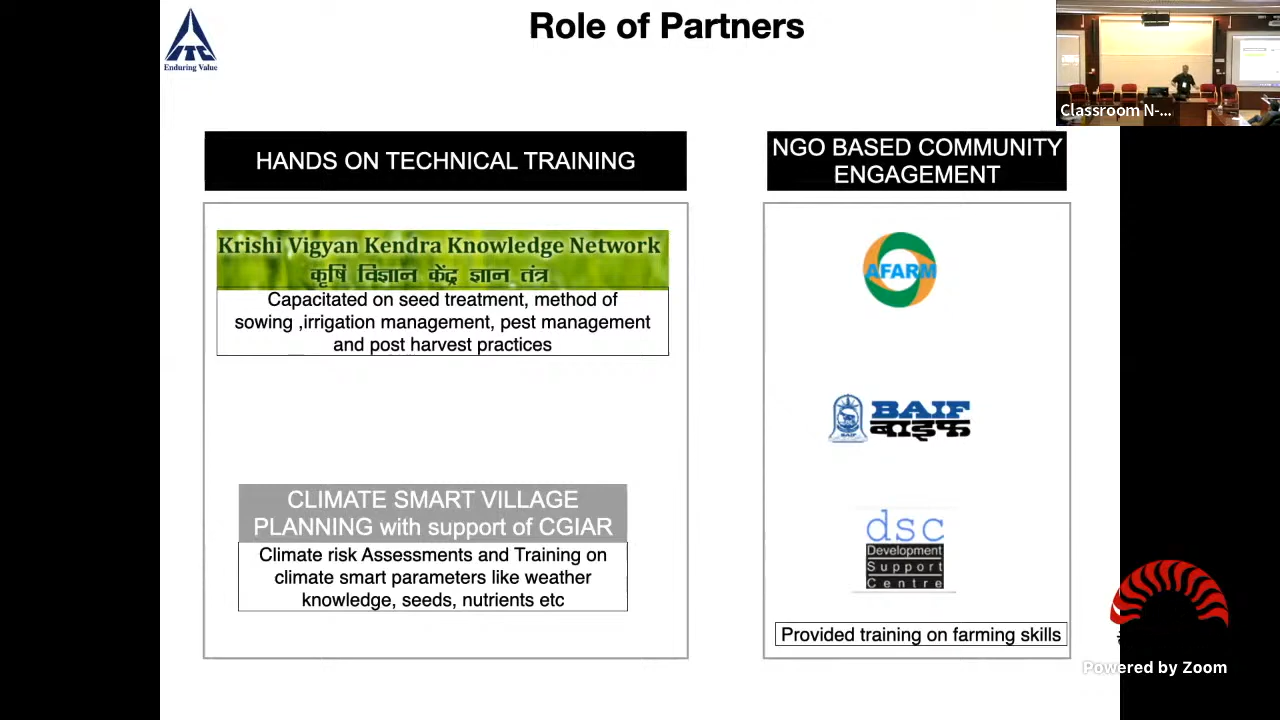 Role of Partners
ITC
Enduring Value
Classroom N-...
HANDS ON TECHNICAL TRAINING
Krishi Vigyan Kendra Knowledge Network
कृषि विज्ञान केंद्र ज्ञान तंत्र
Capacitated on seed treatment, method of
sowing ,irrigation management, pest management
and post harvest practices
CLIMATE SMART VILLAGE
PLANNING with support of CGIAR
Climate risk Assessments and Training on
climate smart parameters like weather
knowledge, seeds, nutrients etc
NGO BASED COMMUNITY
ENGAGEMENT
AFARM
BAIF
BAIF
बाइफ
dsc
Development
Support
Centre
Provided training on farming skills
Powered by Zoom